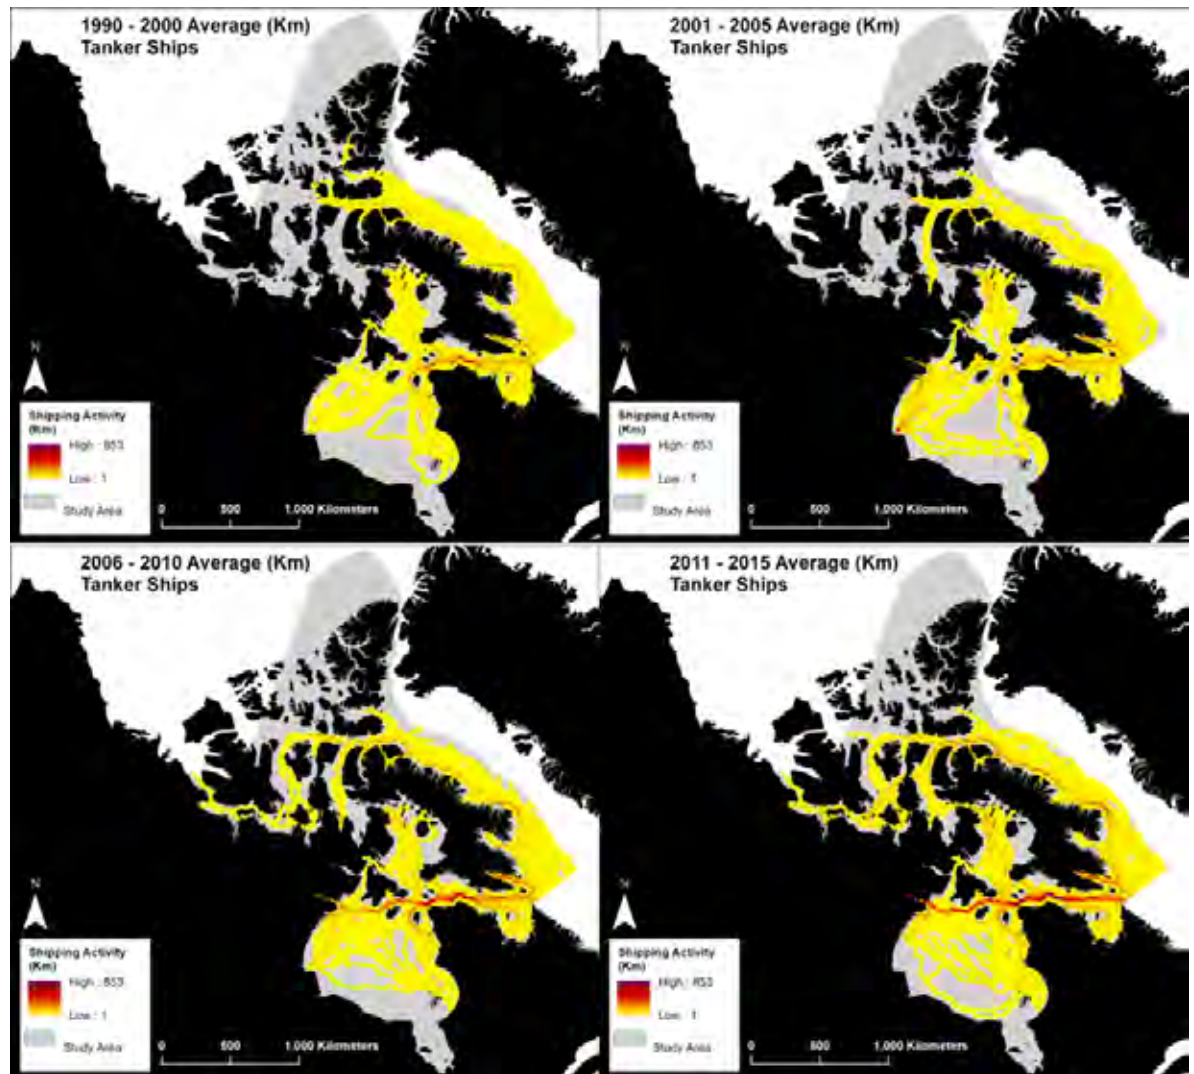 1990 - 2000 Average (Km)
Tanker Ships
N
Shipping Activity
(Km)
High : 853
Low : 1
Study Area
0 500 1,000 Kilometers
2001 - 2005 Average (Km)
Tanker Ships
N
Shipping Activity
(Km)
High : 853
Low : 1
Study Area
0 500 1,000 Kilometers
2006 - 2010 Average (Km)
Tanker Ships
N
Shipping Activity
(Km)
High : 853
Low : 1
Study Area
0 500 1,000 Kilometers
2011 - 2015 Average (Km)
Tanker Ships
N
Shipping Activity
(Km)
High : 853
Low : 1
Study Area
0 500 1,000 Kilometers